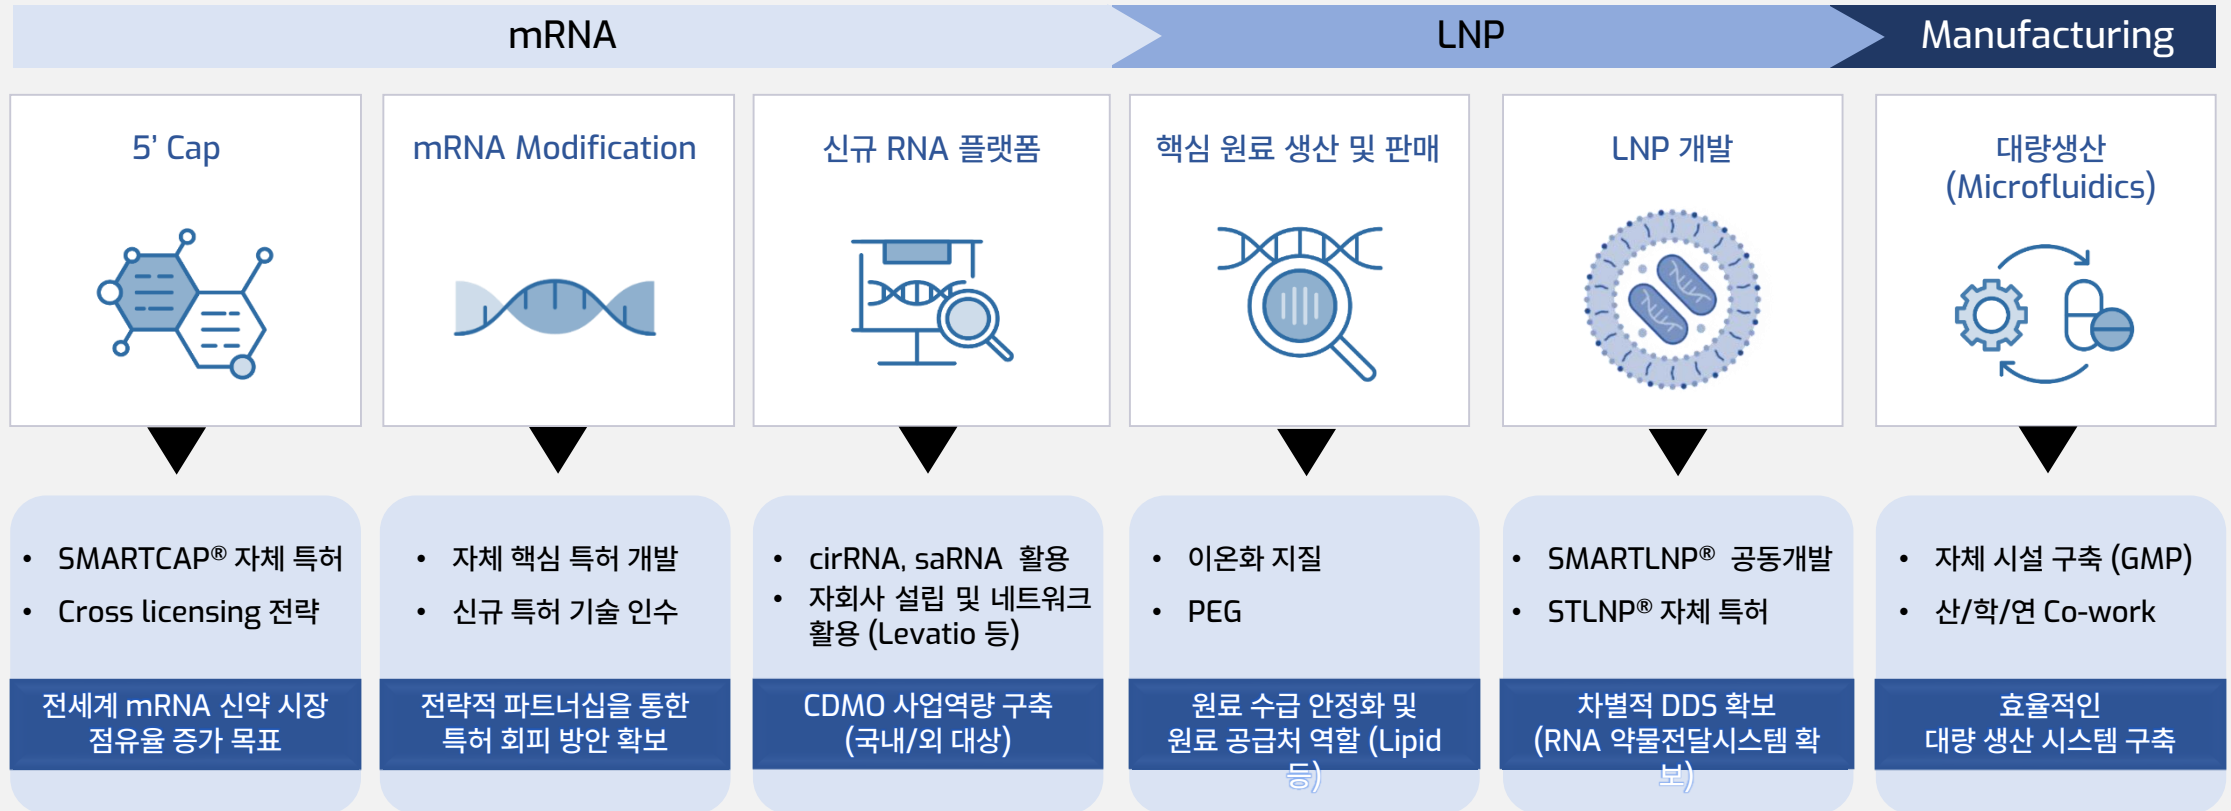 mRNA
LNP
Manufacturing
5’ Cap
mRNA Modification
신규 RNA 플랫폼
핵심 원료 생산 및 판매
LNP 개발
대량생산
(Microfluidics)
• SMARTCAP® 자체 특허
• Cross licensing 전략
전세계 mRNA 신약 시장
점유율 증가 목표
• 자체 핵심 특허 개발
• 신규 특허 기술 인수
전략적 파트너십을 통한
특허 회피 방안 확보
• cirRNA, saRNA 활용
• 자회사 설립 및 네트워크
활용 (Levatio 등)
CDMO 사업역량 구축
(국내/외 대상)
• 이온화 지질
• PEG
원료 수급 안정화 및
원료 공급처 역할 (Lipid
등)
• SMARTLNP® 공동개발
• STLNP® 자체 특허
차별적 DDS 확보
(RNA 약물전달시스템 확
보)
• 자체 시설 구축 (GMP)
• 산/학/연 Co-work
효율적인
대량 생산 시스템 구축